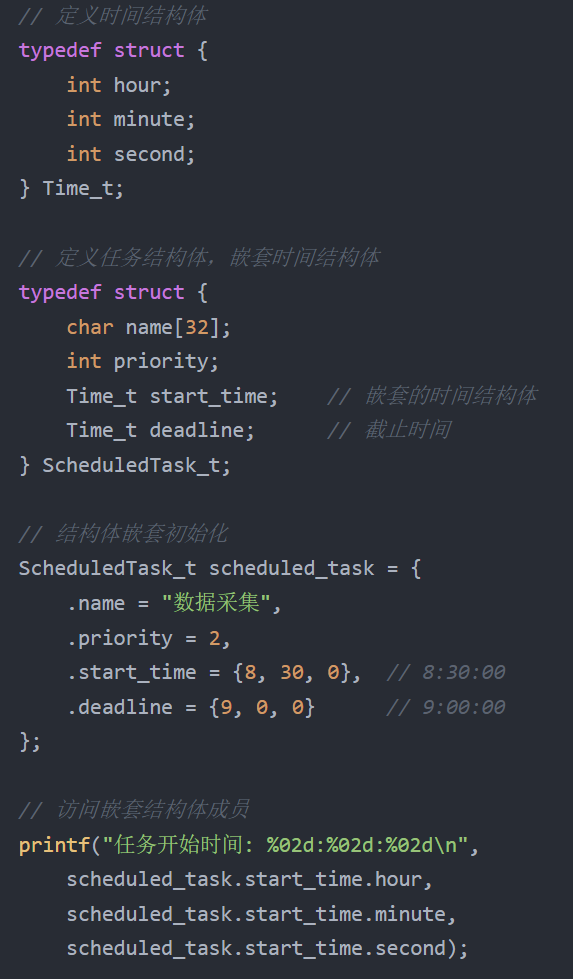 // 定义时间结构体
typedef struct {
    int hour;
    int minute;
    int second;
} Time_t;

// 定义任务结构体，嵌套时间结构体
typedef struct {
    char name[32];
    int priority;
    Time_t start_time;    // 嵌套的时间结构体
    Time_t deadline;      // 截止时间
} ScheduledTask_t;

// 结构体嵌套初始化
ScheduledTask_t scheduled_task = {
    .name = "数据采集",
    .priority = 2,
    .start_time = {8, 30, 0},  // 8:30:00
    .deadline = {9, 0, 0}      // 9:00:00
};

// 访问嵌套结构体成员
printf("任务开始时间: %02d:%02d:%02d\n",
    scheduled_task.start_time.hour,
    scheduled_task.start_time.minute,
    scheduled_task.start_time.second);